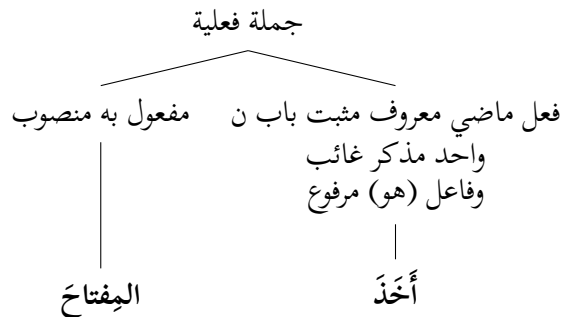 جملة فعلية
فعل ماضي معروف مثبت باب ن
واحد مذكر غائب
وفاعل (هو) مرفوع
مفعول به منصوب
أَخَذَ
المِفتاحَ